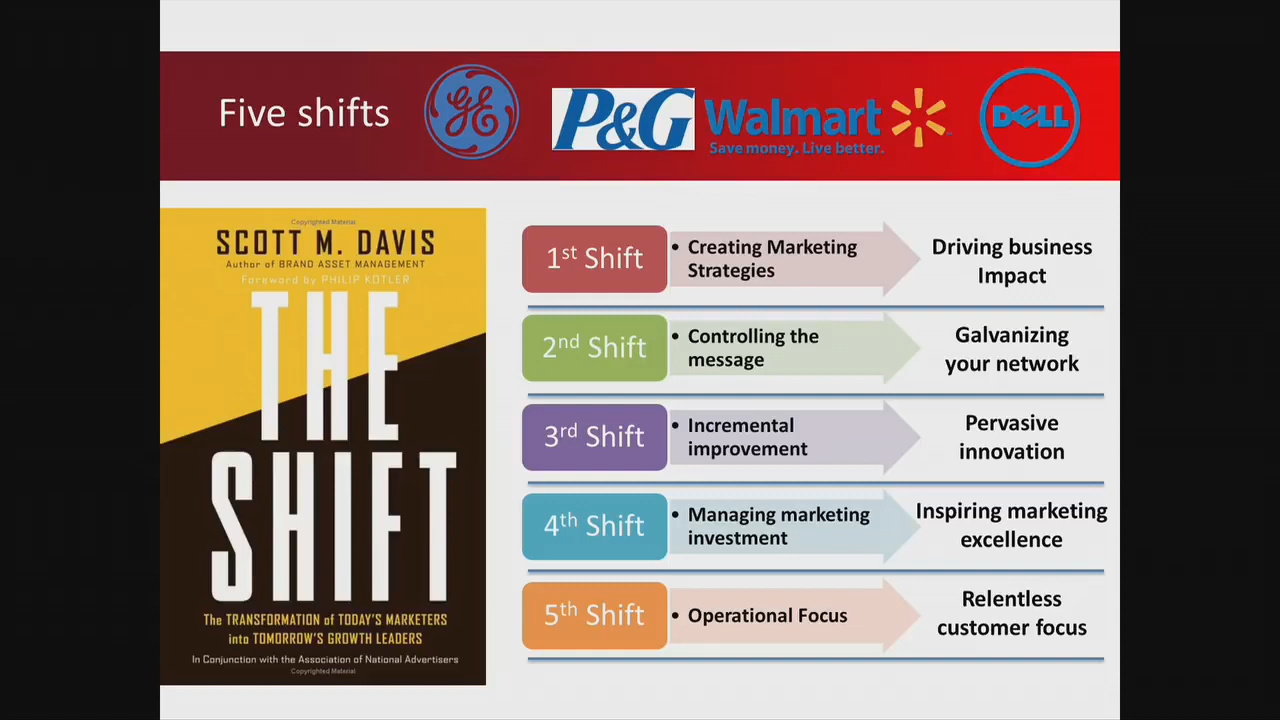 Five shifts
GE
P&G
Walmart
Save money. Live better.
DELL
Copyrighted Material
SCOTT M. DAVIS
Author of BRAND ASSET MANAGEMENT
Foreword by PHILIP KOTLER
THE
SHIFT
The TRANSFORMATION of TODAY'S MARKETERS
into TOMORROW'S GROWTH LEADERS
In Conjunction with the Association of National Advertisers
Copyrighted Material
1st Shift
• Creating Marketing
Strategies
Driving business
Impact
2nd Shift
• Controlling the
message
Galvanizing
your network
3rd Shift
• Incremental
improvement
Pervasive
innovation
4th Shift
• Managing marketing
investment
Inspiring marketing
excellence
5th Shift
• Operational Focus
Relentless
customer focus